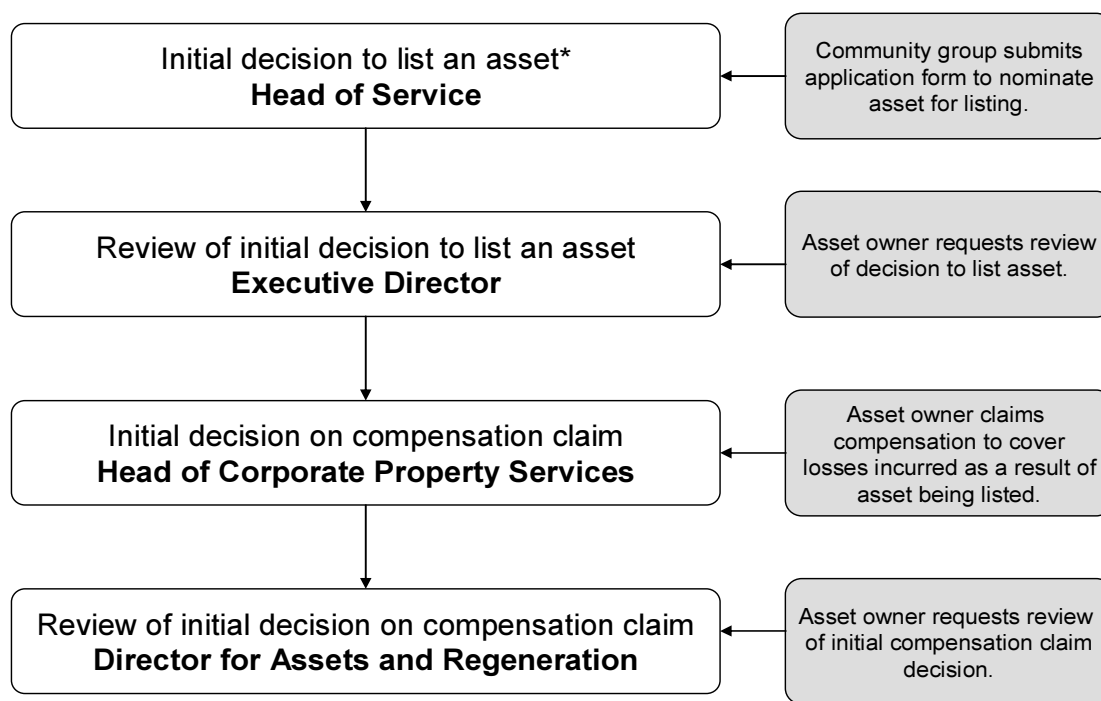 Initial decision to list an asset*
Head of Service
Community group submits
application form to nominate
asset for listing.
Review of initial decision to list an asset
Executive Director
Asset owner requests review
of decision to list asset.
Initial decision on compensation claim
Head of Corporate Property Services
Asset owner claims
compensation to cover
losses incurred as a result of
asset being listed.
Review of initial decision on compensation claim
Director for Assets and Regeneration
Asset owner requests review
of initial compensation claim
decision.